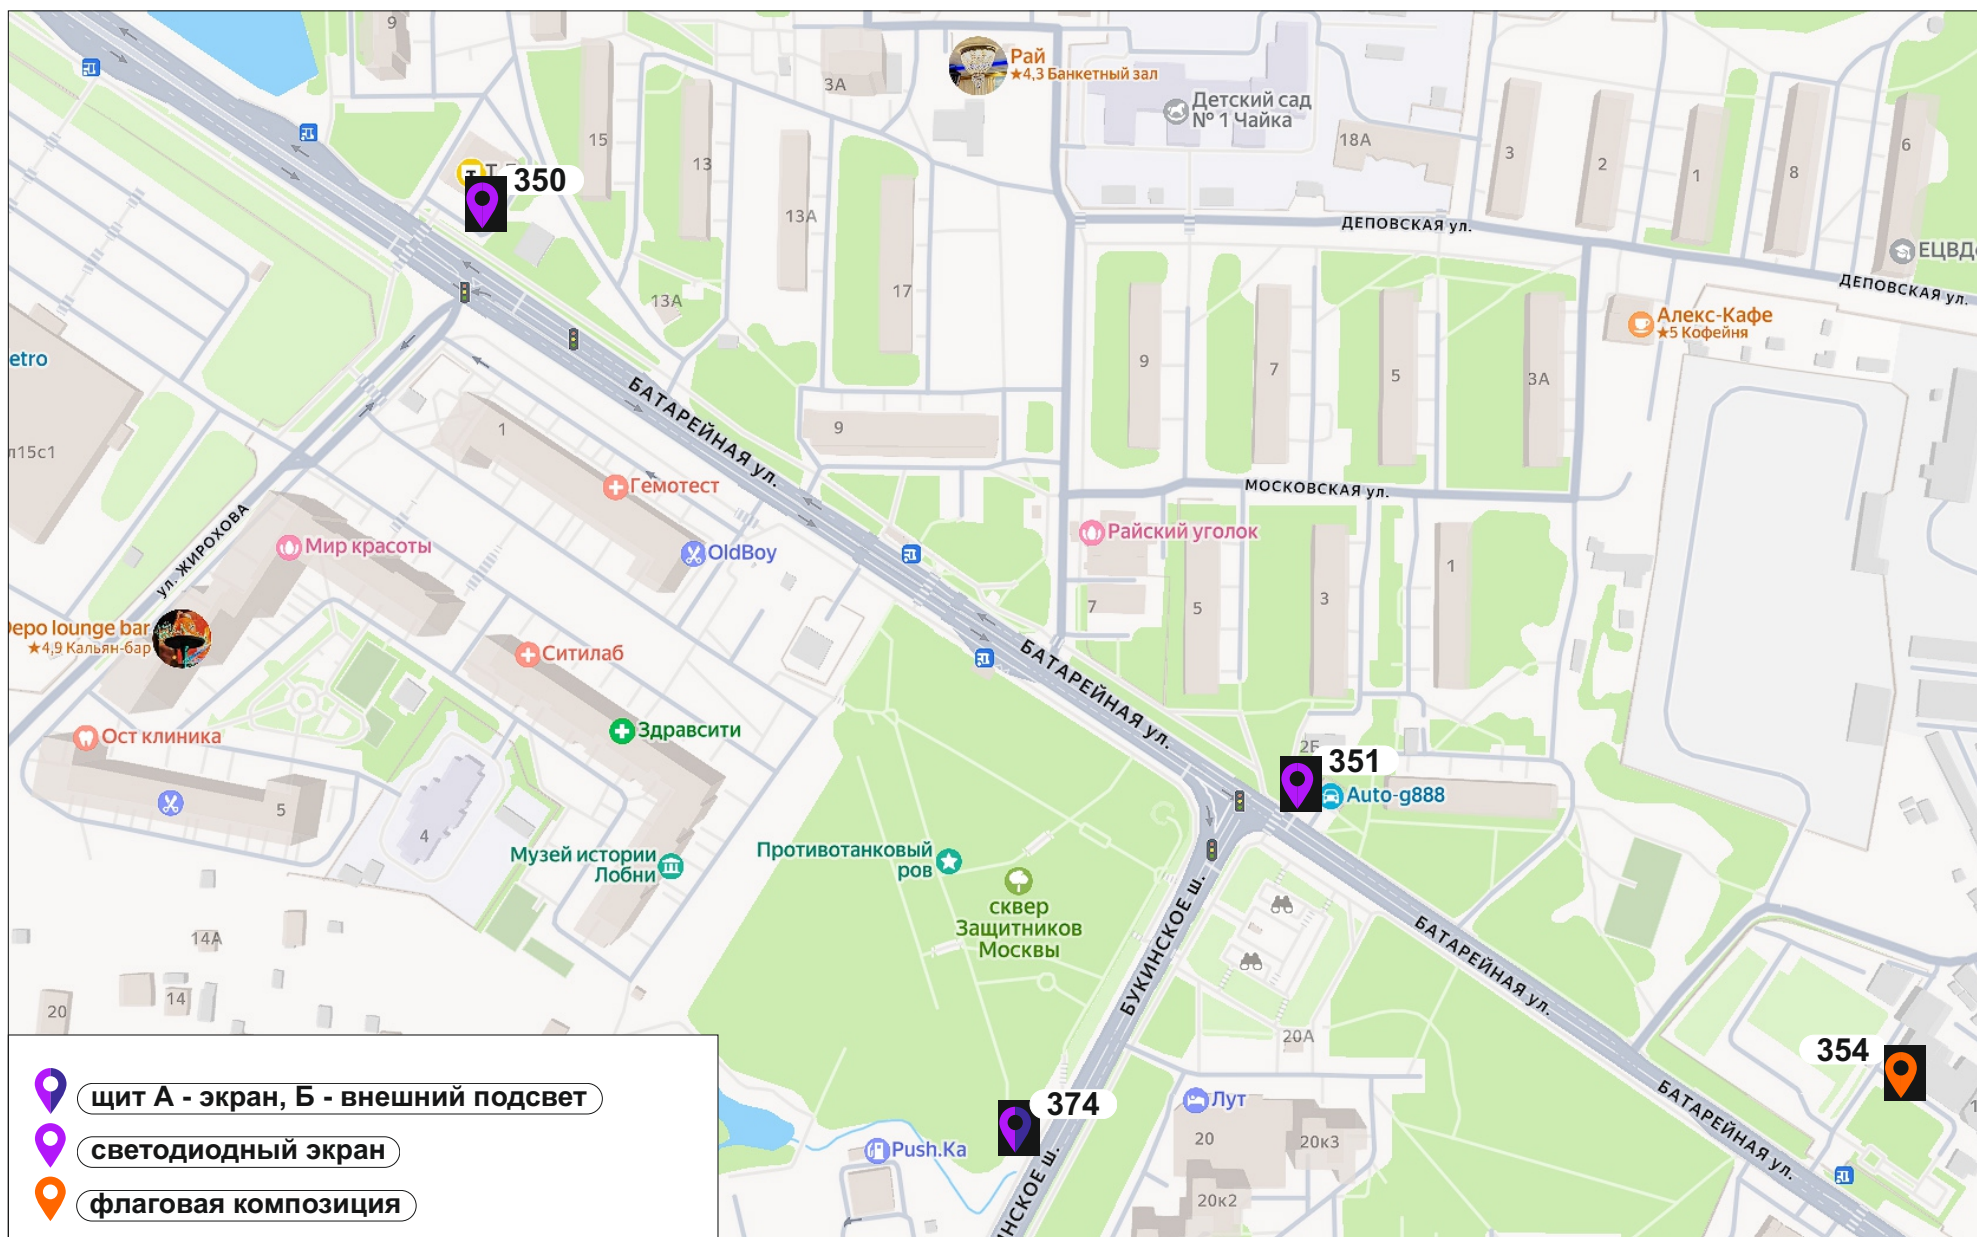 9
Рай
★4,3 Банкетный зал
3А
Детский сад
№ 1 Чайка
15
13
18А
3
2
1
8
6
350
13А
ДЕПОВСКАЯ ул.
ЕЦВД
17
13А
ДЕПОВСКАЯ ул.
Алекс-Кафе
★5 Кофейня
etro
9
7
5
3А
БАТАРЕЙНАЯ ул.
1
9
л15с1
Гемотест
МОСКОВСКАЯ ул.
ул. ЖИРОХОВА
Мир красоты
OldBoy
Райский уголок
1
7
5
3
epo lounge bar
★4,9 Кальян-бар
Ситилаб
БАТАРЕЙНАЯ ул.
Ост клиника
Здравсити
2Б
351
Auto-g888
5
4
Музей истории
Лобни
Противотанковый
ров
сквер
Защитников
Москвы
БУКИНСКОЕ ш.
14А
БАТАРЕЙНАЯ ул.
14
20
20А
354
щит А - экран, Б - внешний подсвет
374
Лут
БАТАРЕЙНАЯ ул.
светодиодный экран
Push.Ka
20
20к3
флаговая композиция
20к2
НСКОЕ ш.